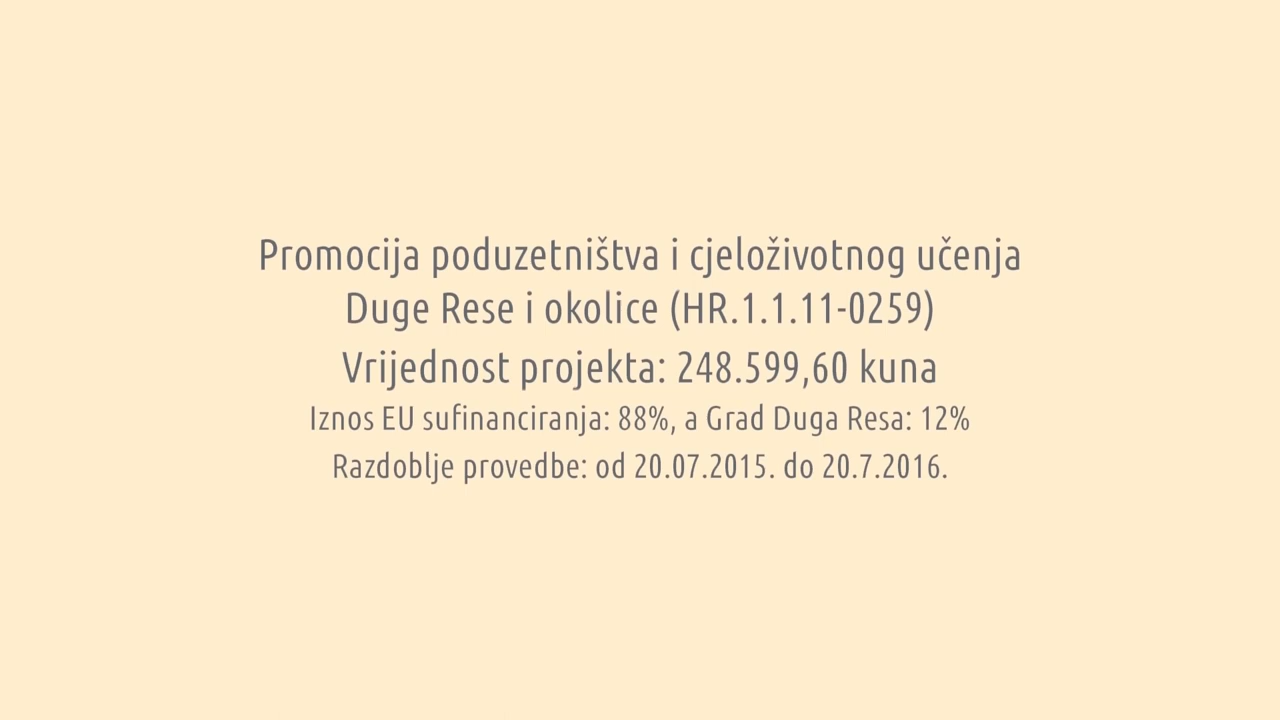 Promocija poduzetništva i cjeloživotnog učenja
Duge Rese i okolice (HR.1.1.11-0259)
Vrijednost projekta: 248.599,60 kuna
Iznos EU sufinanciranja: 88%, a Grad Duga Resa: 12%
Razdoblje provedbe: od 20.07.2015. do 20.7.2016.